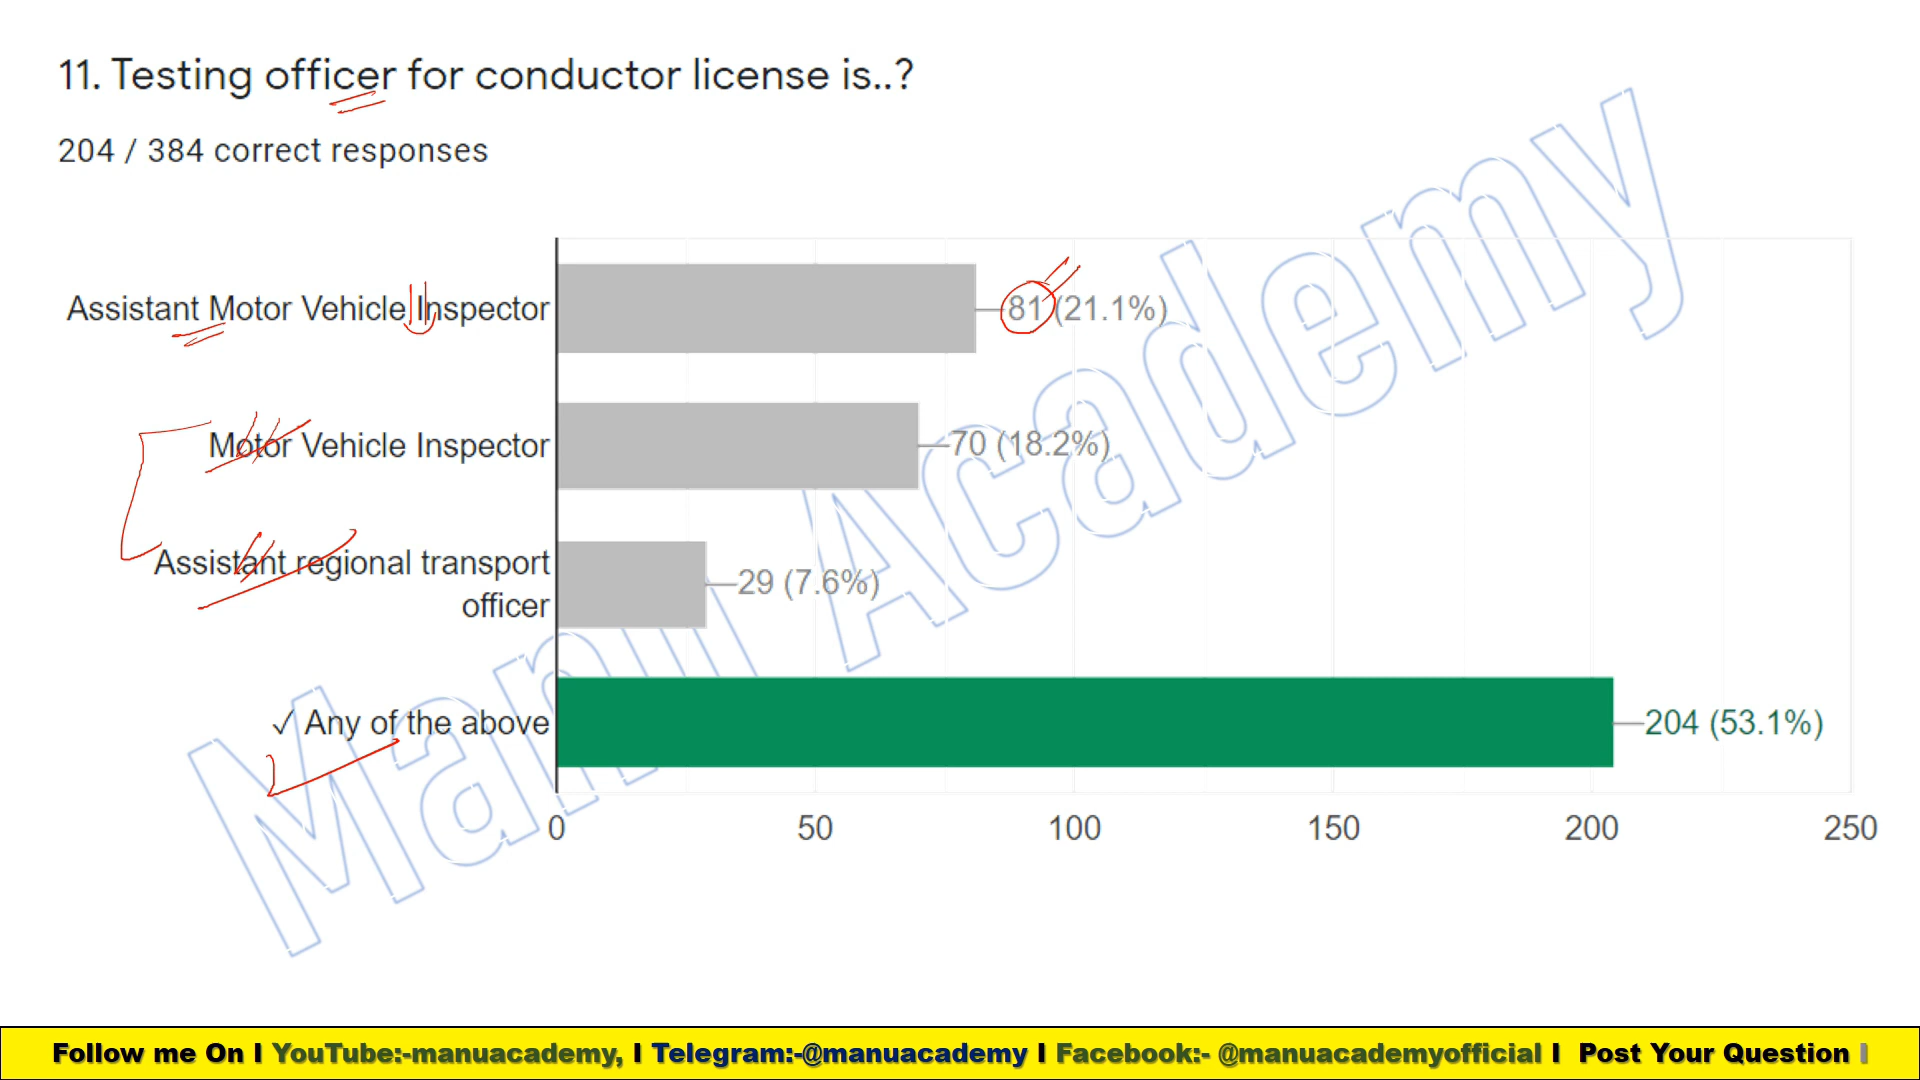 11. Testing officer for conductor license is..?
204 / 384 correct responses
Assistant Motor Vehicle Inspector
81 (21.1%)
Motor Vehicle Inspector
70 (18.2%)
Assistant regional transport
officer
29 (7.6%)
✓ Any of the above
204 (53.1%)
0 50 100 150 200 250
Manu Academy
Follow me On I YouTube:-manuacademy, I Telegram:-@manuacademy I Facebook:- @manuacademyofficial I Post Your Question I